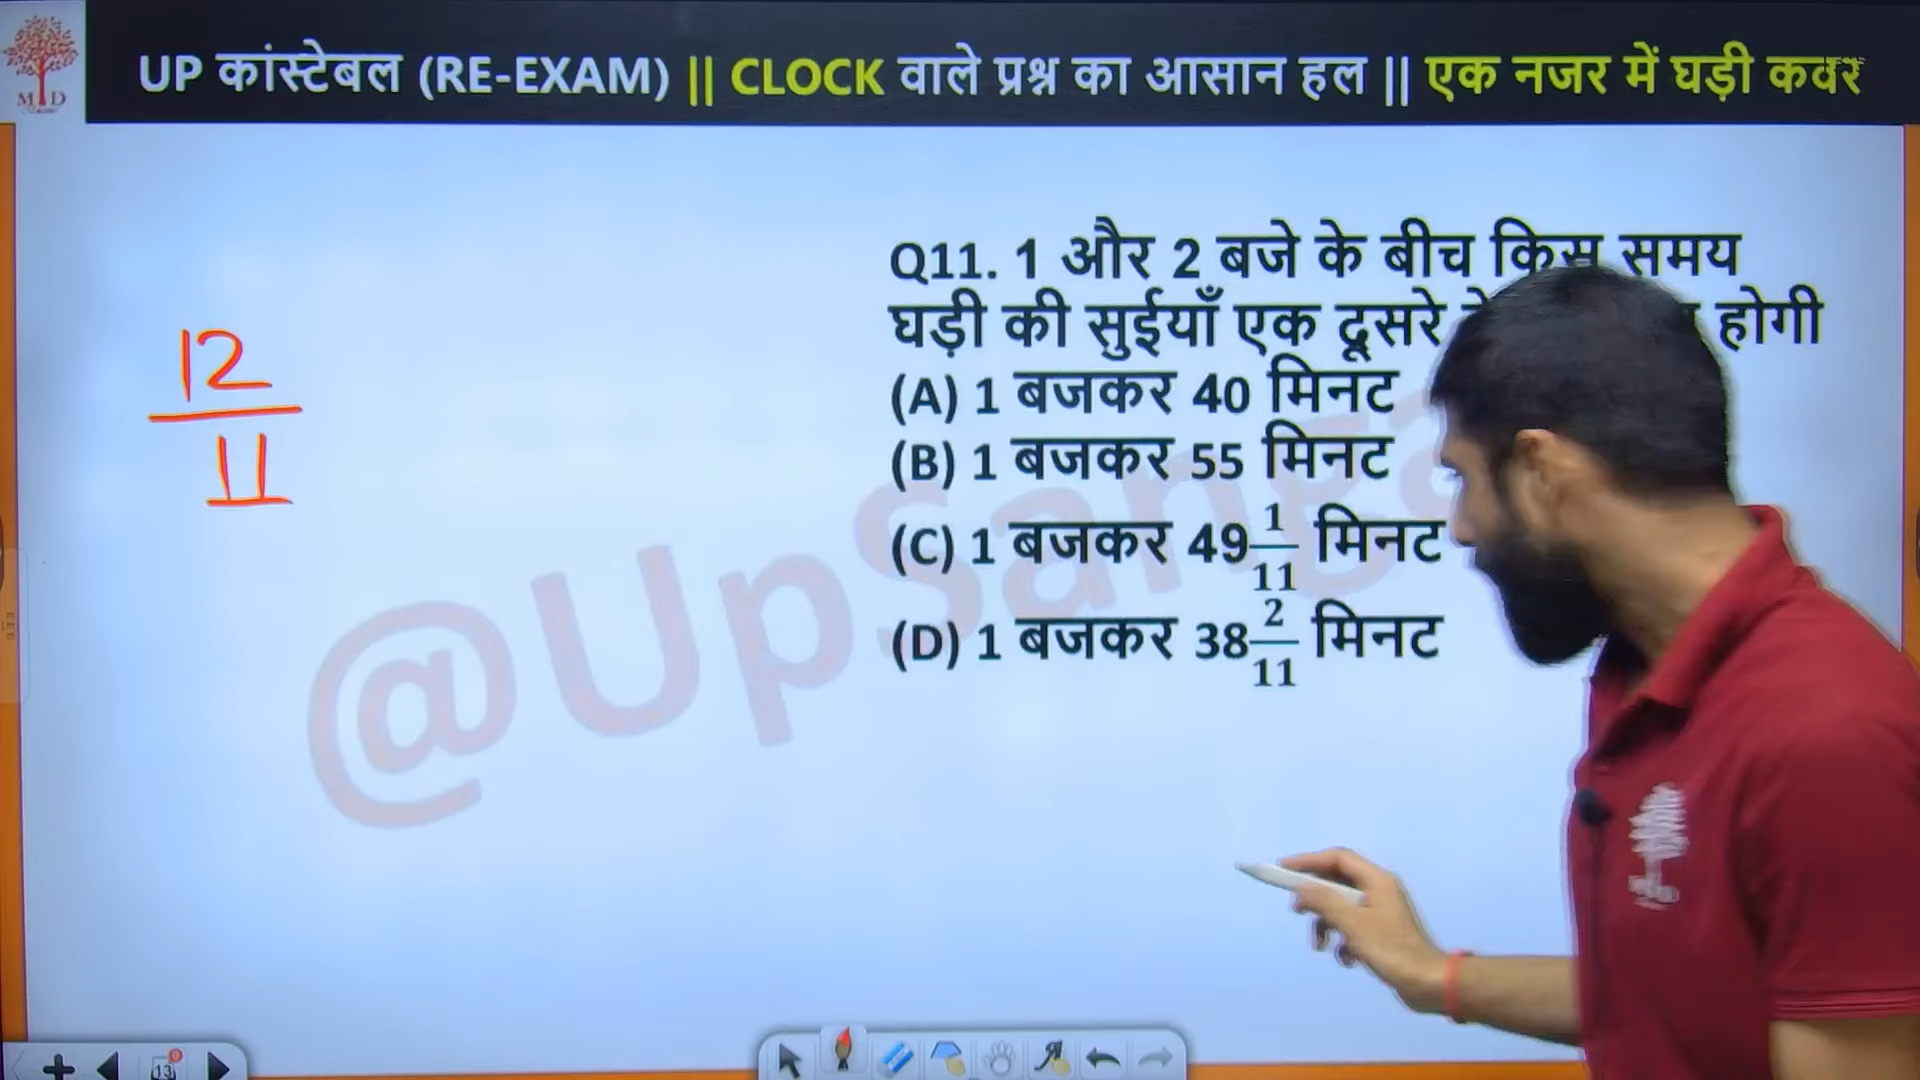 M D
UP कांस्टेबल (RE-EXAM) || CLOCK वाले प्रश्न का आसान हल || एक नजर में घड़ी कवर
Q11. 1 और 2 बजे के बीच किस समय
घड़ी की सुईयाँ एक दूसरे होगी
(A) 1 बजकर 40 मिनट
(B) 1 बजकर 55 मिनट
(C) 1 बजकर 49 1/11 मिनट
(D) 1 बजकर 38 2/11 मिनट
12
11
@UpSan
13